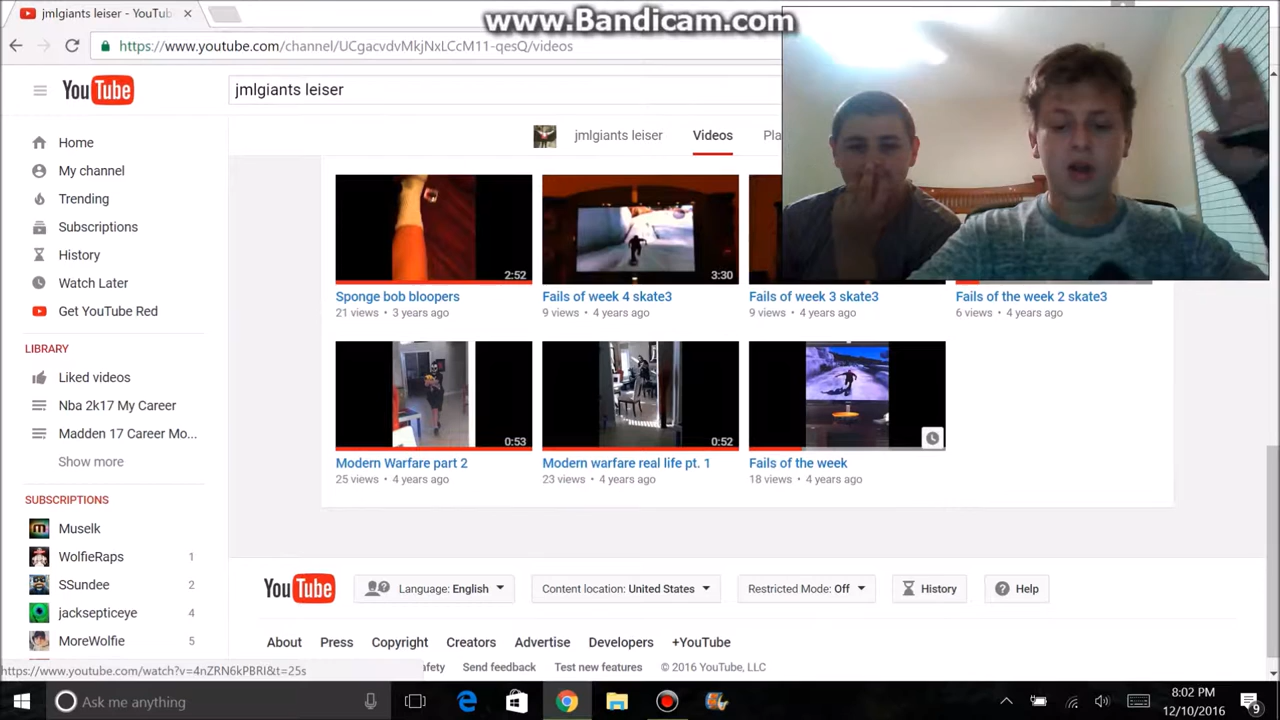 jmlgiants leiser - YouTub
www.Bandicam.com
https://www.youtube.com/channel/UCgacvdvMkjNxLCcM11-qesQ/videos
YouTube
jmlgiants leiser
jmlgiants leiser Videos Pla
Home
My channel
Trending
Subscriptions
History
Watch Later
Get YouTube Red
LIBRARY
Liked videos
Nba 2k17 My Career
Madden 17 Career Mo...
Show more
SUBSCRIPTIONS
Muselk
WolfieRaps 1
SSundee 2
jacksepticeye 4
MoreWolfie 5
2:52
Sponge bob bloopers
21 views • 3 years ago
3:30
Fails of week 4 skate3
9 views • 4 years ago
Fails of week 3 skate3
9 views • 4 years ago
Fails of the week 2 skate3
6 views • 4 years ago
0:53
Modern Warfare part 2
25 views • 4 years ago
0:52
Modern warfare real life pt. 1
23 views • 4 years ago
Fails of the week
18 views • 4 years ago
YouTube
Language: English
Content location: United States
Restricted Mode: Off
History
Help
About Press Copyright Creators Advertise Developers +YouTube
afety Send feedback Test new features © 2016 YouTube, LLC
https://www.youtube.com/watch?v=4nZRN6kPBRI&t=25s
Ask me anything
8:02 PM
12/10/2016
9